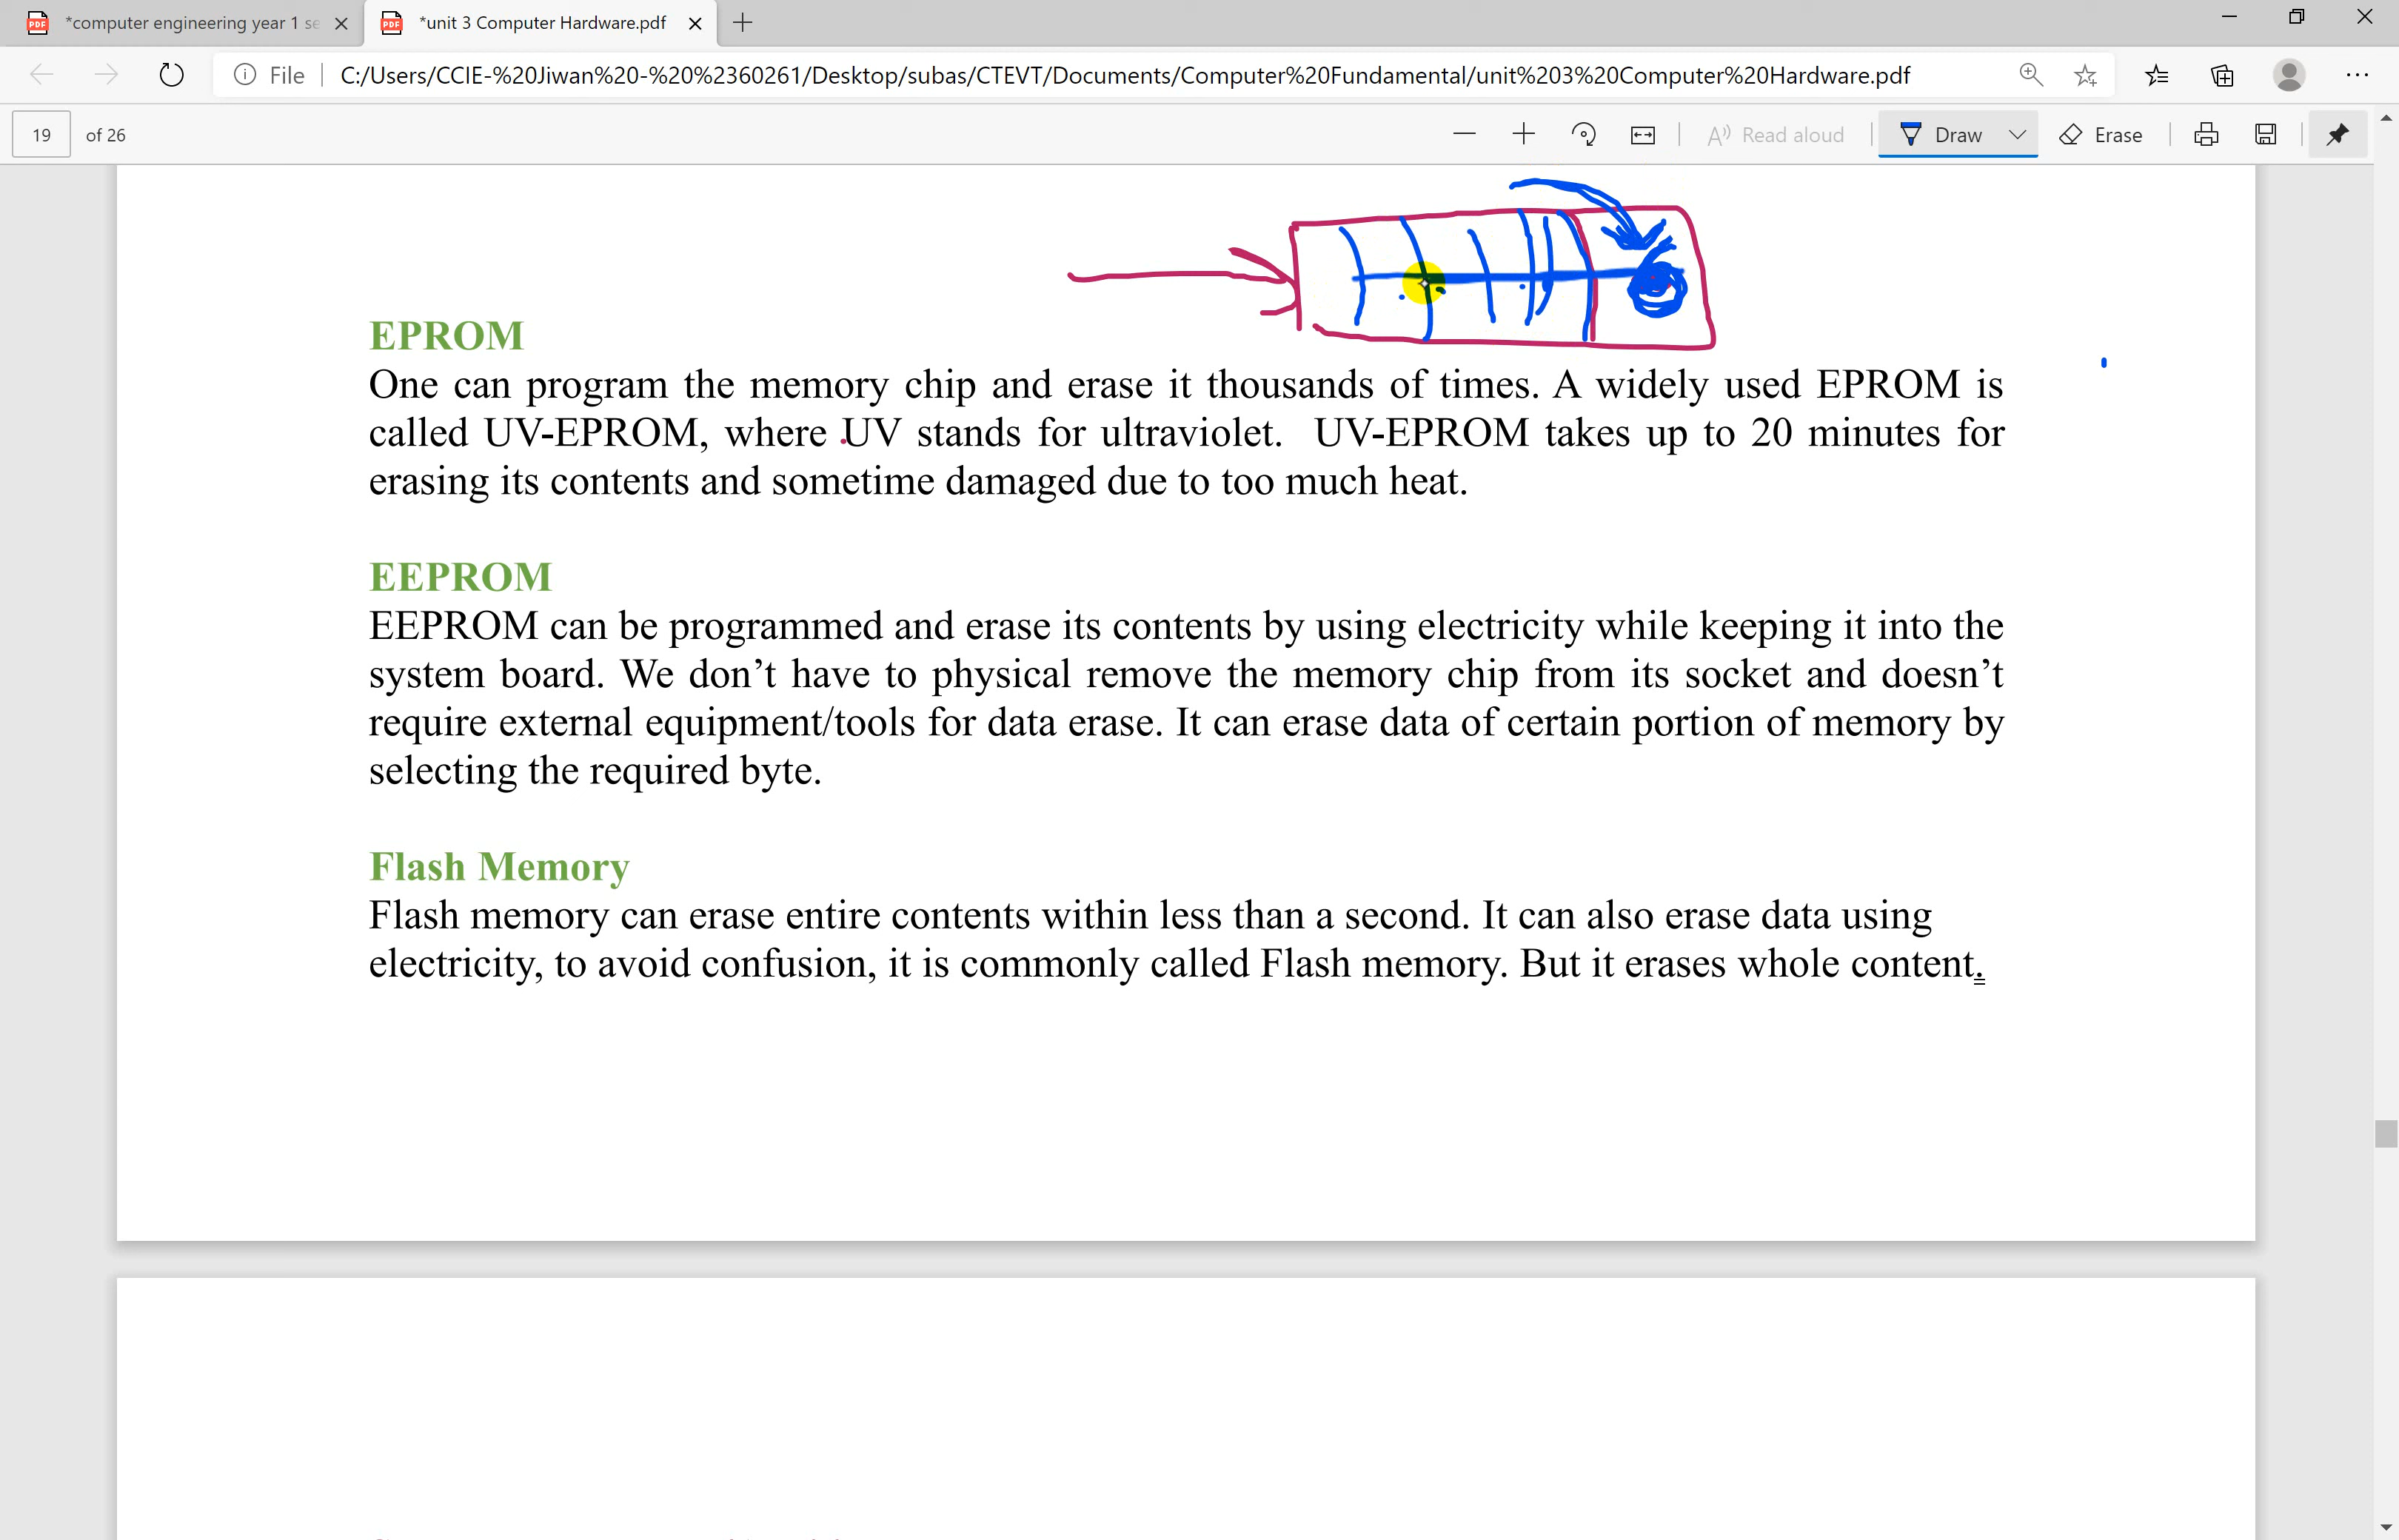 *computer engineering year 1 se
*unit 3 Computer Hardware.pdf
File
C:/Users/CCIE-%20Jiwan%20-%20%2360261/Desktop/subas/CTEVT/Documents/Computer%20Fundamental/unit%203%20Computer%20Hardware.pdf
19 of 26
Read aloud
Draw
Erase
EPROM
One can program the memory chip and erase it thousands of times. A widely used EPROM is
called UV-EPROM, where UV stands for ultraviolet. UV-EPROM takes up to 20 minutes for
erasing its contents and sometime damaged due to too much heat.
EEPROM
EEPROM can be programmed and erase its contents by using electricity while keeping it into the
system board. We don’t have to physical remove the memory chip from its socket and doesn’t
require external equipment/tools for data erase. It can erase data of certain portion of memory by
selecting the required byte.
Flash Memory
Flash memory can erase entire contents within less than a second. It can also erase data using
electricity, to avoid confusion, it is commonly called Flash memory. But it erases whole content.